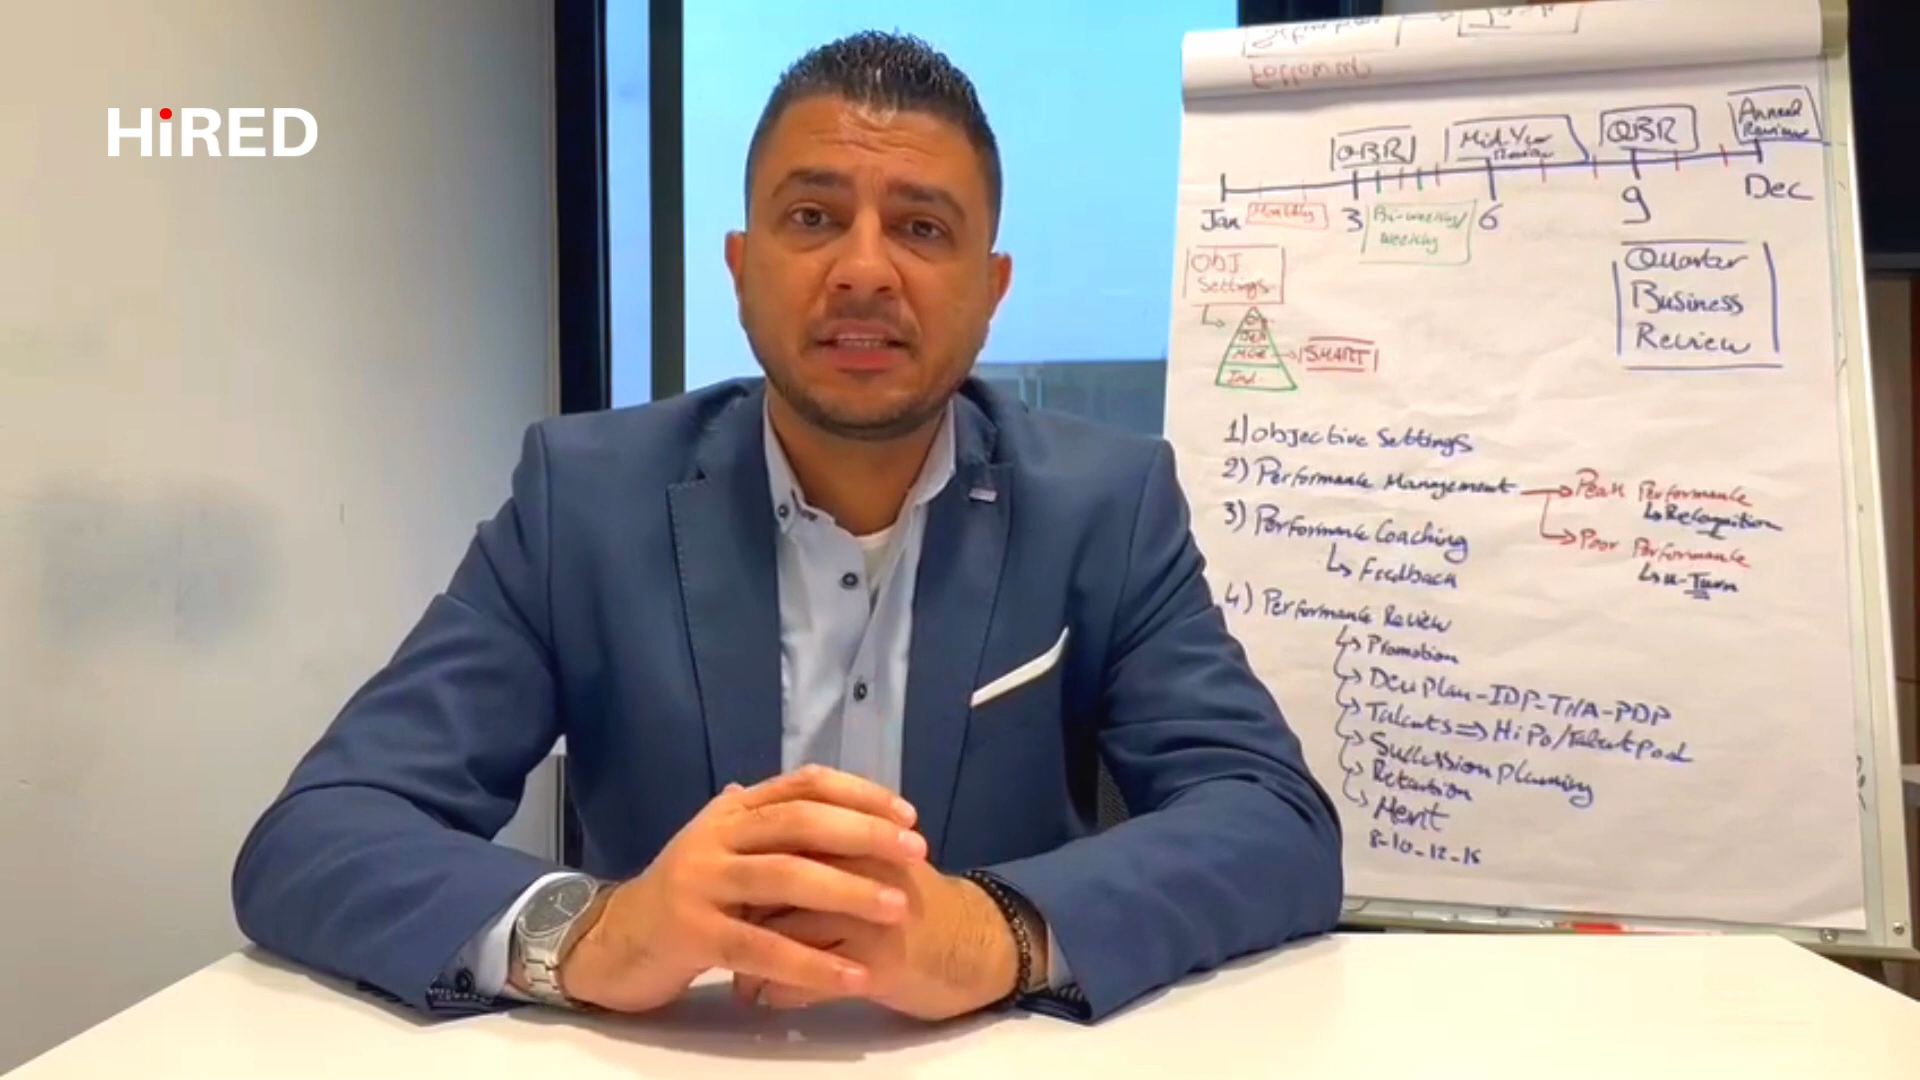 HiRED
QBR
Mid-Year
Review
QBR
Annual
Review
Jan
Monthly
3
Bi-weekly/
weekly
6
9
Dec
Obj
Settings
Quarter
Business
Review
MGR
Ind.
SMART
1) Objective Settings
2) Performance Management
Peak Performance
Recognition
Poor Performance
U-Turn
3) Performance Coaching
Feedback
4) Performance Review
Promotion
Dev Plan - IDP - TNA - PDP
Talents => HiPo/Talent Pool
Succession Planning
Retention
Merit
8-10-12-15